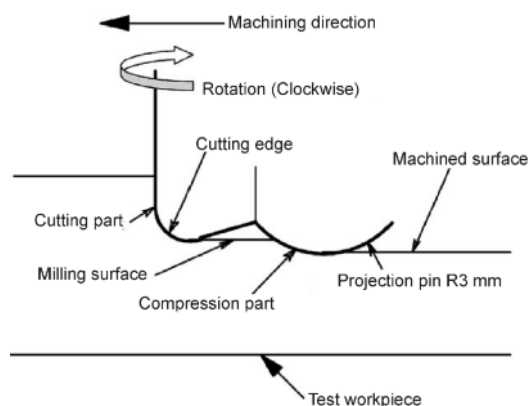 Machining direction
Rotation (Clockwise)
Cutting edge
Machined surface
Cutting part
Milling surface
Projection pin R3 mm
Compression part
Test workpiece